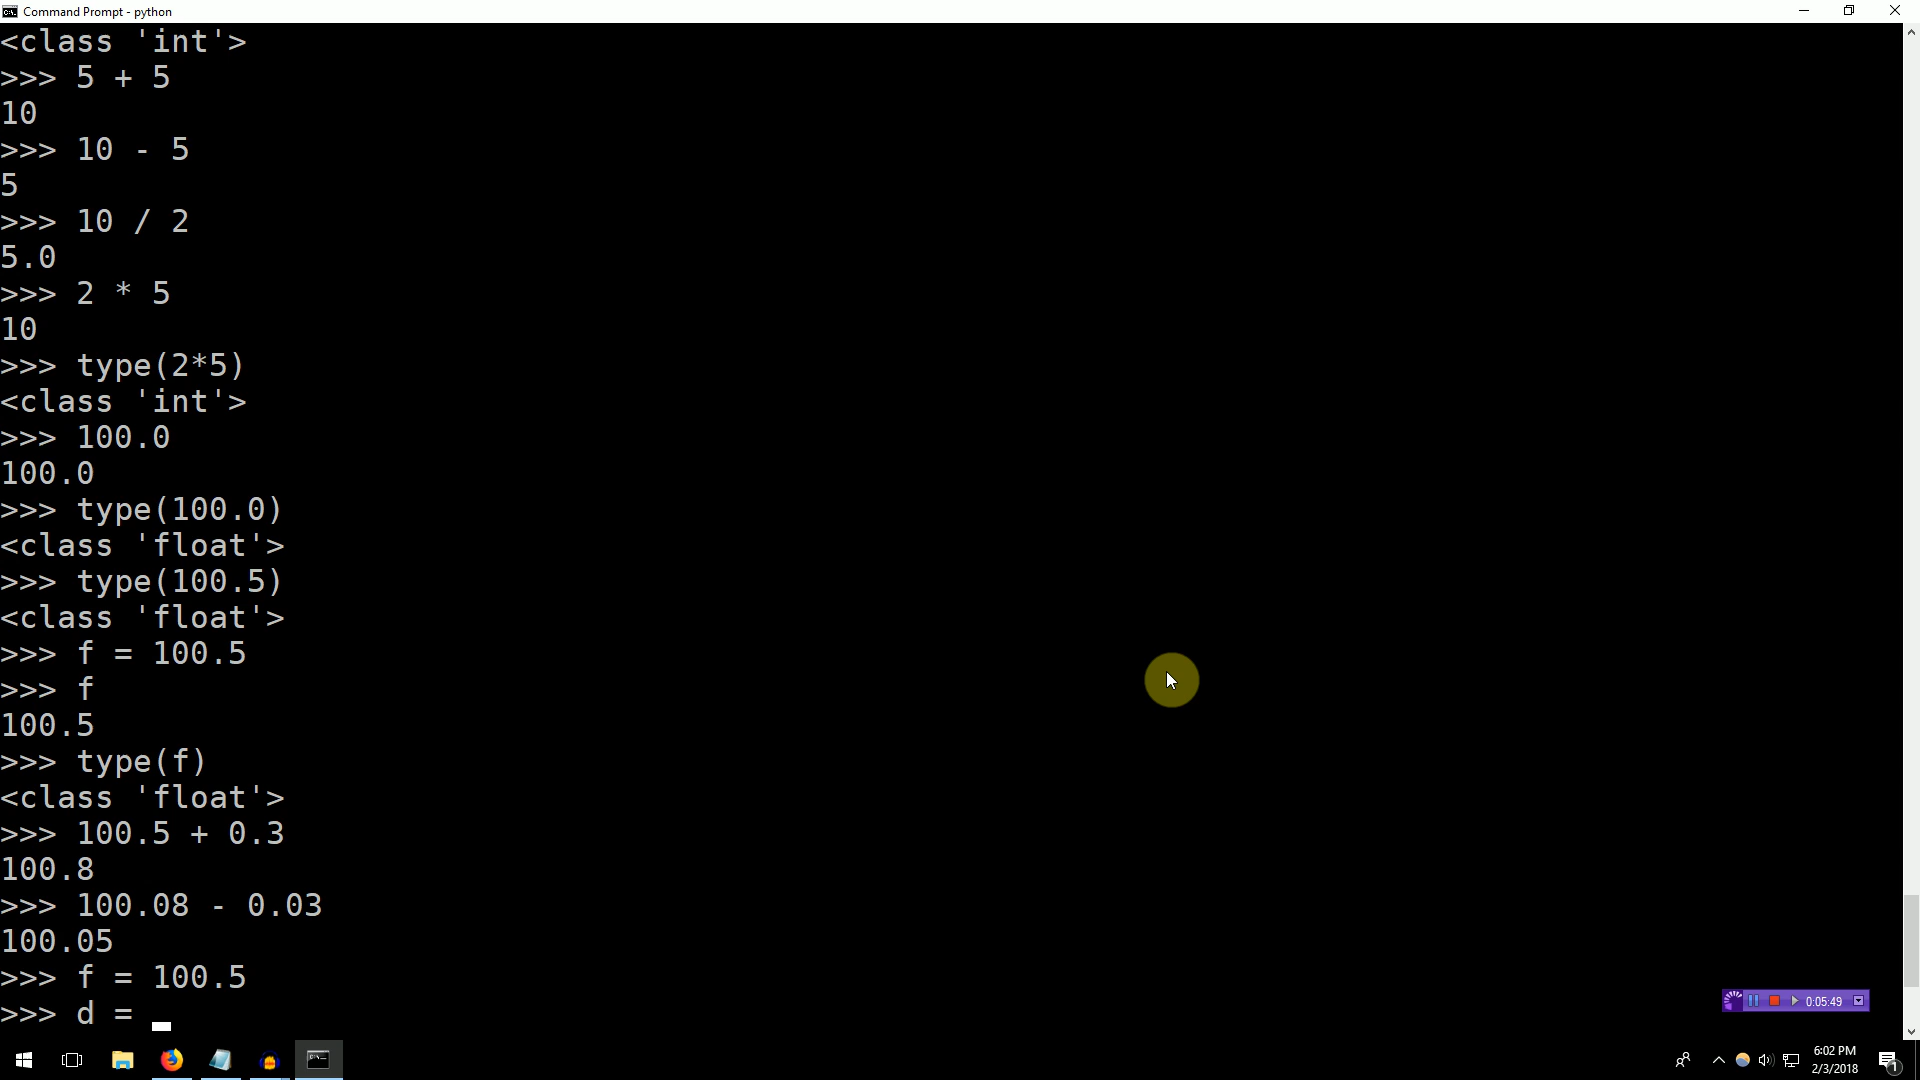 Command Prompt - python
<class 'int'>
>>> 5 + 5
10
>>> 10 - 5
5
>>> 10 / 2
5.0
>>> 2 * 5
10
>>> type(2*5)
<class 'int'>
>>> 100.0
100.0
>>> type(100.0)
<class 'float'>
>>> type(100.5)
<class 'float'>
>>> f = 100.5
>>> f
100.5
>>> type(f)
<class 'float'>
>>> 100.5 + 0.3
100.8
>>> 100.08 - 0.03
100.05
>>> f = 100.5
>>> d = 
0:05:49
6:02 PM
2/3/2018
1